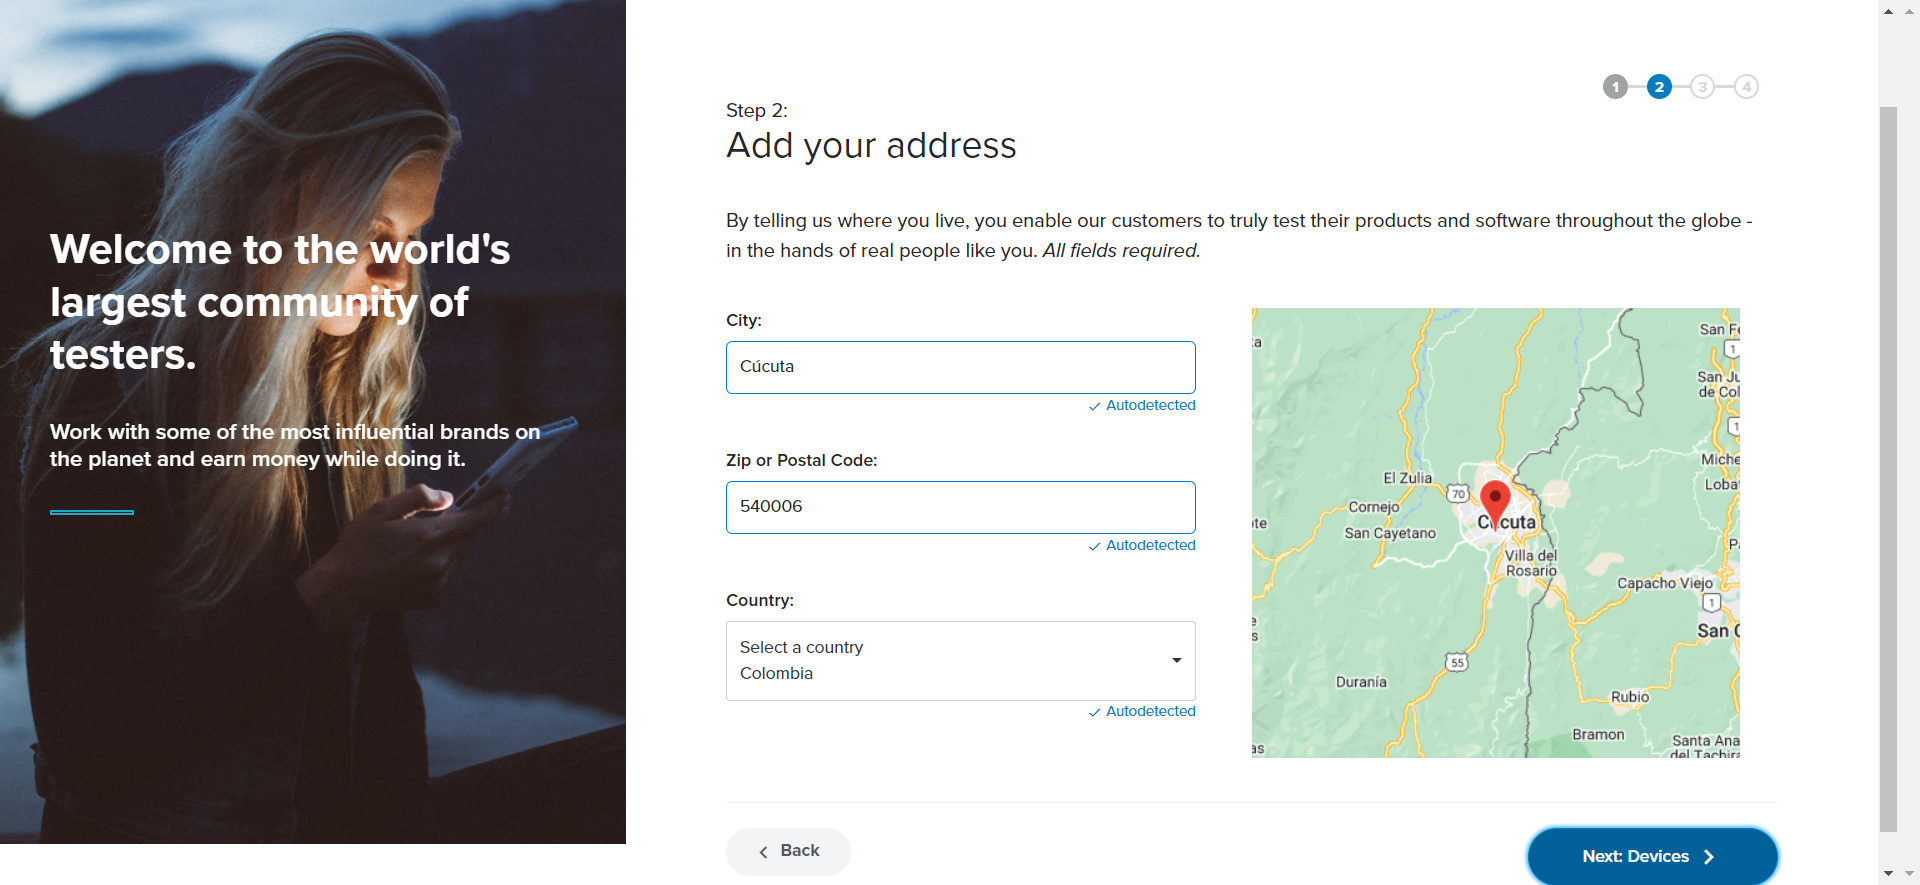 Welcome to the world's
largest community of
testers.
Work with some of the most influential brands on
the planet and earn money while doing it.
1
2
3
4
Step 2:
Add your address
By telling us where you live, you enable our customers to truly test their products and software throughout the globe -
in the hands of real people like you. All fields required.
City:
Cúcuta
Autodetected
Zip or Postal Code:
540006
Autodetected
Country:
Select a country
Colombia
Autodetected
San Fe
1
San Ju
de Col
1
Miche
Loba
El Zulia
70
Cornejo
Cúcuta
San Cayetano
Villa del
Rosario
Capacho Viejo
1
San C
55
Duranía
Rubio
Bramon
Santa Ana
del Tachira
Back
Next: Devices